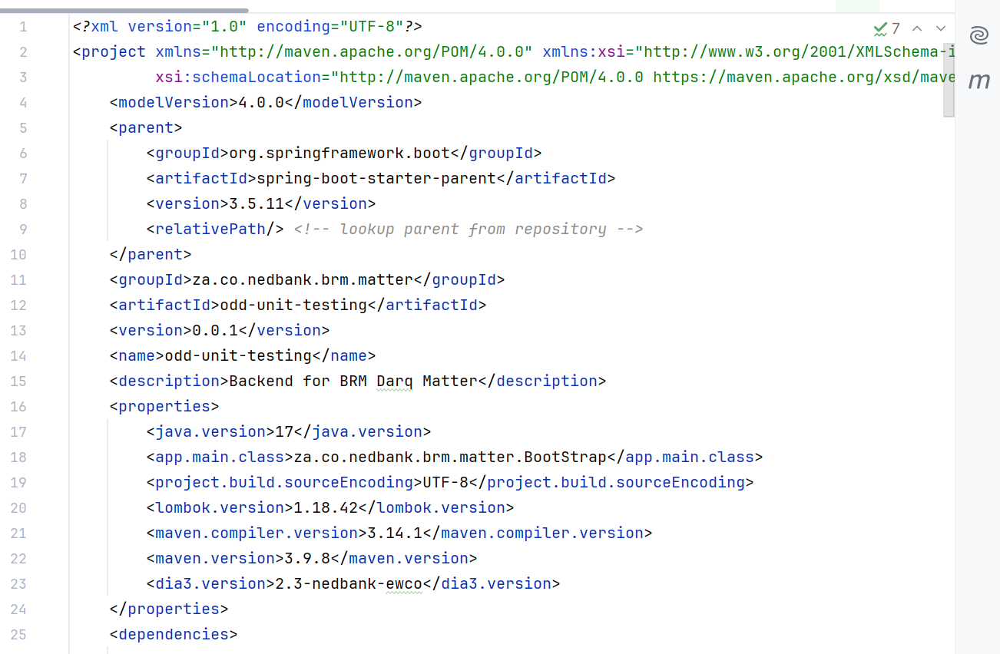 7
1 <?xml version="1.0" encoding="UTF-8"?>
2 <project xmlns="http://maven.apache.org/POM/4.0.0" xmlns:xsi="http://www.w3.org/2001/XMLSchema-i
3 xsi:schemaLocation="http://maven.apache.org/POM/4.0.0 https://maven.apache.org/xsd/mave
4 <modelVersion>4.0.0</modelVersion>
5 <parent>
6 <groupId>org.springframework.boot</groupId>
7 <artifactId>spring-boot-starter-parent</artifactId>
8 <version>3.5.11</version>
9 <relativePath/> <!-- lookup parent from repository -->
10 </parent>
11 <groupId>za.co.nedbank.brm.matter</groupId>
12 <artifactId>odd-unit-testing</artifactId>
13 <version>0.0.1</version>
14 <name>odd-unit-testing</name>
15 <description>Backend for BRM Darq Matter</description>
16 <properties>
17 <java.version>17</java.version>
18 <app.main.class>za.co.nedbank.brm.matter.BootStrap</app.main.class>
19 <project.build.sourceEncoding>UTF-8</project.build.sourceEncoding>
20 <lombok.version>1.18.42</lombok.version>
21 <maven.compiler.version>3.14.1</maven.compiler.version>
22 <maven.version>3.9.8</maven.version>
23 <dia3.version>2.3-nedbank-ewco</dia3.version>
24 </properties>
25 <dependencies>
m